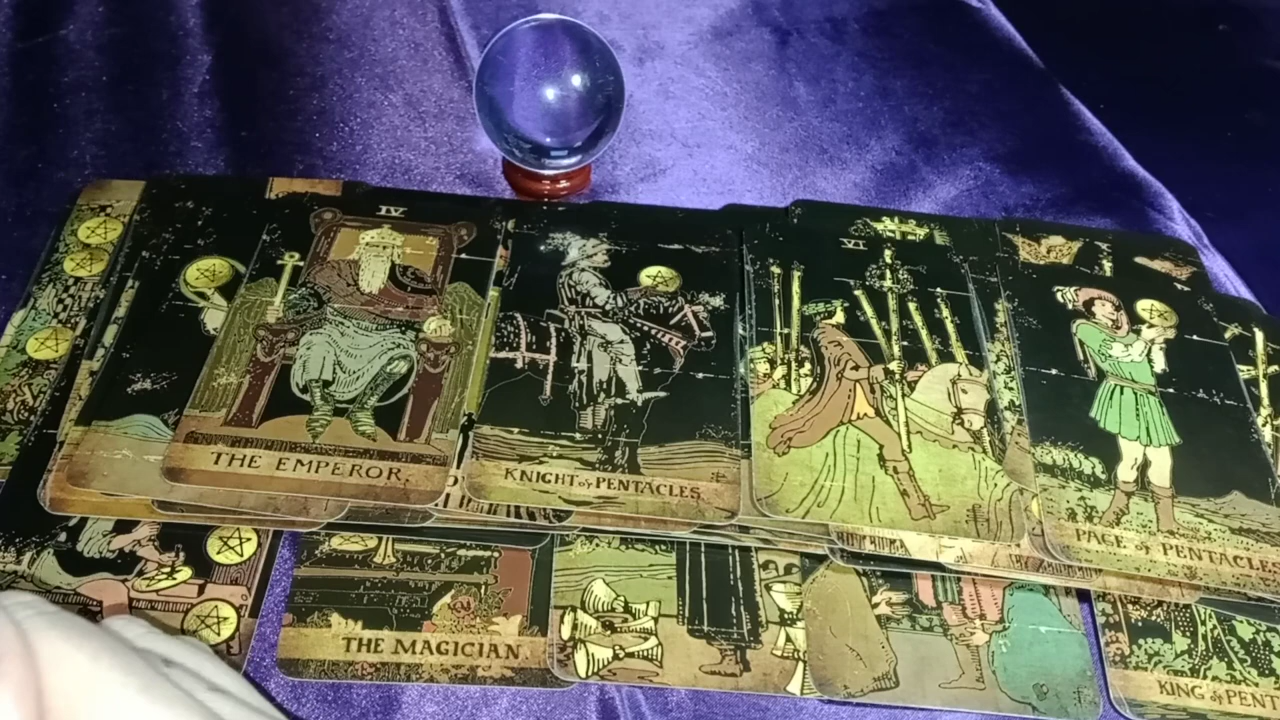 IV
THE EMPEROR.
KNIGHT of PENTACLES.
VI
PAGE of PENTACLES
THE MAGICIAN.
KING of PENT